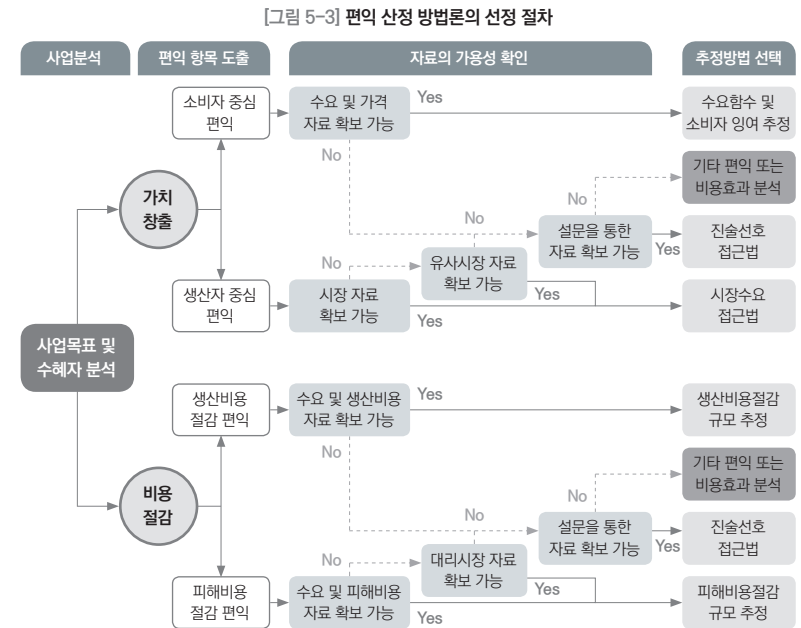 [그림 5-3] 편익 산정 방법론의 선정 절차
사업분석
편익 항목 도출
자료의 가용성 확인
추정방법 선택
소비자 중심
편익
수요 및 가격
자료 확보 가능
Yes
수요함수 및
소비자 잉여 추정
No
기타 편익 또는
비용효과 분석
가치
창출
No
No
설문을 통한
자료 확보 가능
Yes
진술선호
접근법
No
유사시장 자료
확보 가능
Yes
생산자 중심
편익
시장 자료
확보 가능
Yes
시장수요
접근법
사업목표 및
수혜자 분석
생산비용
절감 편익
수요 및 생산비용
자료 확보 가능
Yes
생산비용절감
규모 추정
No
기타 편익 또는
비용효과 분석
비용
절감
No
No
설문을 통한
자료 확보 가능
Yes
진술선호
접근법
No
대리시장 자료
확보 가능
Yes
피해비용
절감 편익
수요 및 피해비용
자료 확보 가능
Yes
피해비용절감
규모 추정